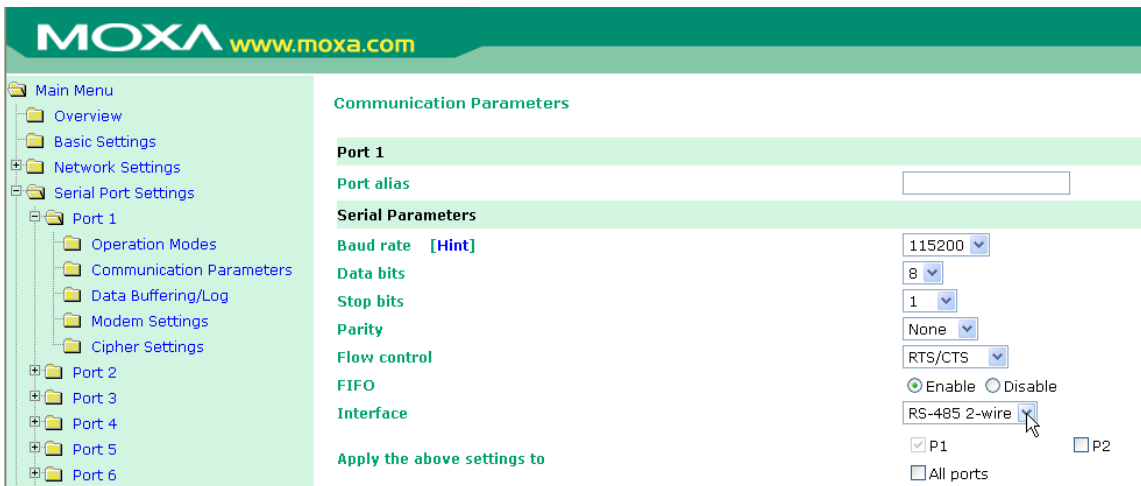 MOXA www.moxa.com
Main Menu
Overview
Basic Settings
Network Settings
Serial Port Settings
Port 1
Operation Modes
Communication Parameters
Data Buffering/Log
Modem Settings
Cipher Settings
Port 2
Port 3
Port 4
Port 5
Port 6
Communication Parameters
Port 1
Port alias
Serial Parameters
Baud rate [Hint] 115200
Data bits 8
Stop bits 1
Parity None
Flow control RTS/CTS
FIFO Enable Disable
Interface RS-485 2-wire
Apply the above settings to P1 P2
All ports